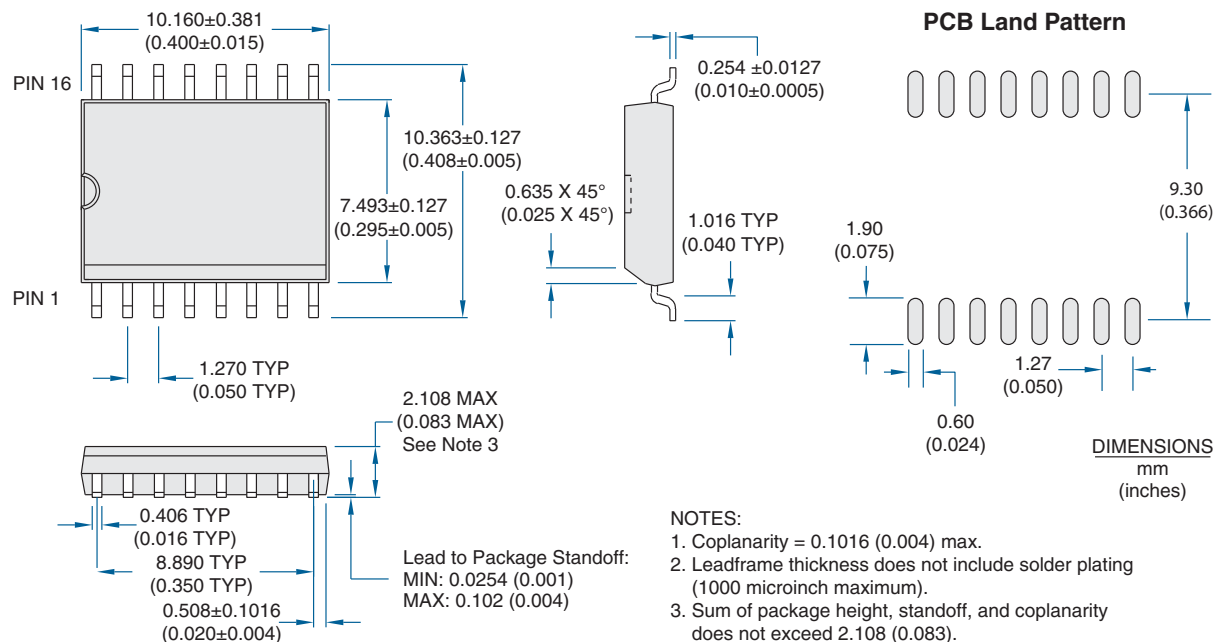 10.160±0.381
(0.400±0.015)
PIN 16
10.363±0.127
(0.408±0.005)
7.493±0.127
(0.295±0.005)
PIN 1
1.270 TYP
(0.050 TYP)
0.254 ±0.0127
(0.010±0.0005)
0.635 X 45°
(0.025 X 45°)
1.016 TYP
(0.040 TYP)
PCB Land Pattern
9.30
(0.366)
1.90
(0.075)
1.27
(0.050)
0.60
(0.024)
2.108 MAX
(0.083 MAX)
See Note 3
0.406 TYP
(0.016 TYP)
8.890 TYP
(0.350 TYP)
0.508±0.1016
(0.020±0.004)
Lead to Package Standoff:
MIN: 0.0254 (0.001)
MAX: 0.102 (0.004)
DIMENSIONS
mm
(inches)
NOTES:
1. Coplanarity = 0.1016 (0.004) max.
2. Leadframe thickness does not include solder plating
(1000 microinch maximum).
3. Sum of package height, standoff, and coplanarity
does not exceed 2.108 (0.083).